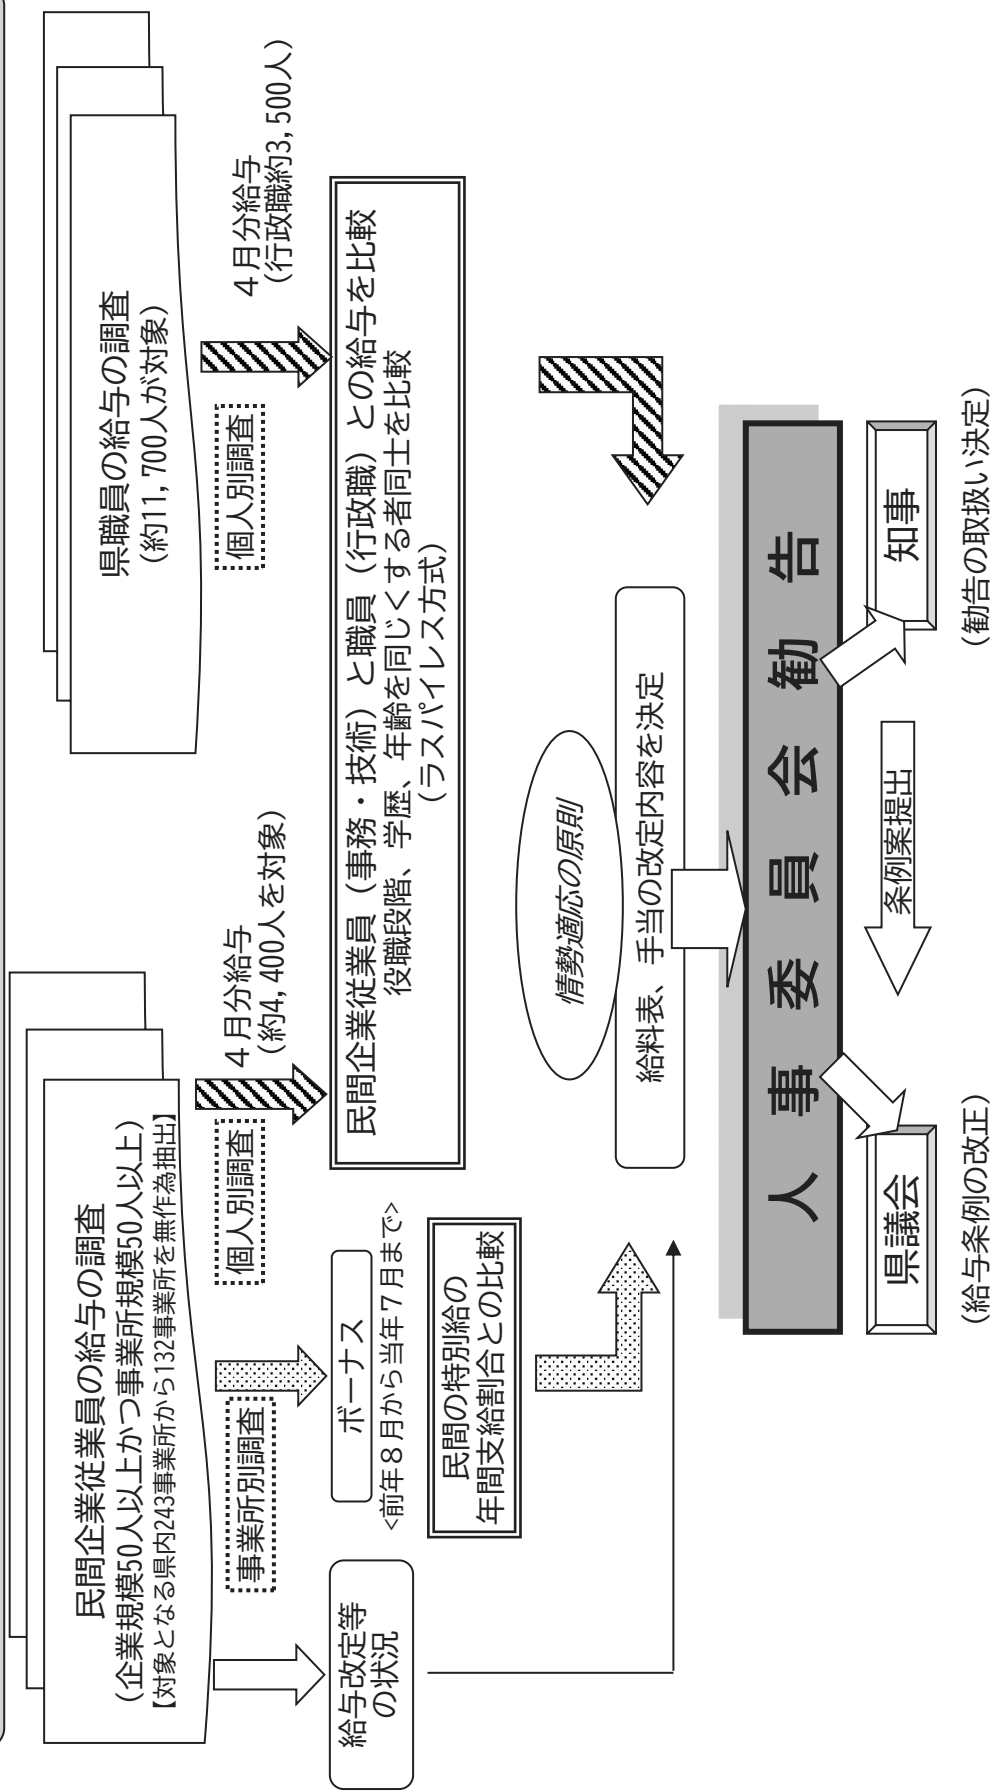 民間企業従業員の給与の調査
(企業規模50人以上かつ事業所規模50人以上)
【対象となる県内243事業所から132事業所を無作為抽出】
県職員の給与の調査
(約11,700人が対象)
事業所別調査
個人別調査
4月分給与
(約4,400人を対象)
個人別調査
4月分給与
(行政職約3,500人)
給与改定等
の状況
ボーナス
<前年8月から当年7月まで>
民間の特別給の
年間支給割合との比較
民間企業従業員(事務・技術)と職員(行政職)との給与を比較
役職段階、学歴、年齢を同じくする者同士を比較
(ラスパイレス方式)
情勢適応の原則
給料表、手当の改定内容を決定
人事委員会勧告
県議会
条例案提出
知事
(給与条例の改正)
(勧告の取扱い決定)